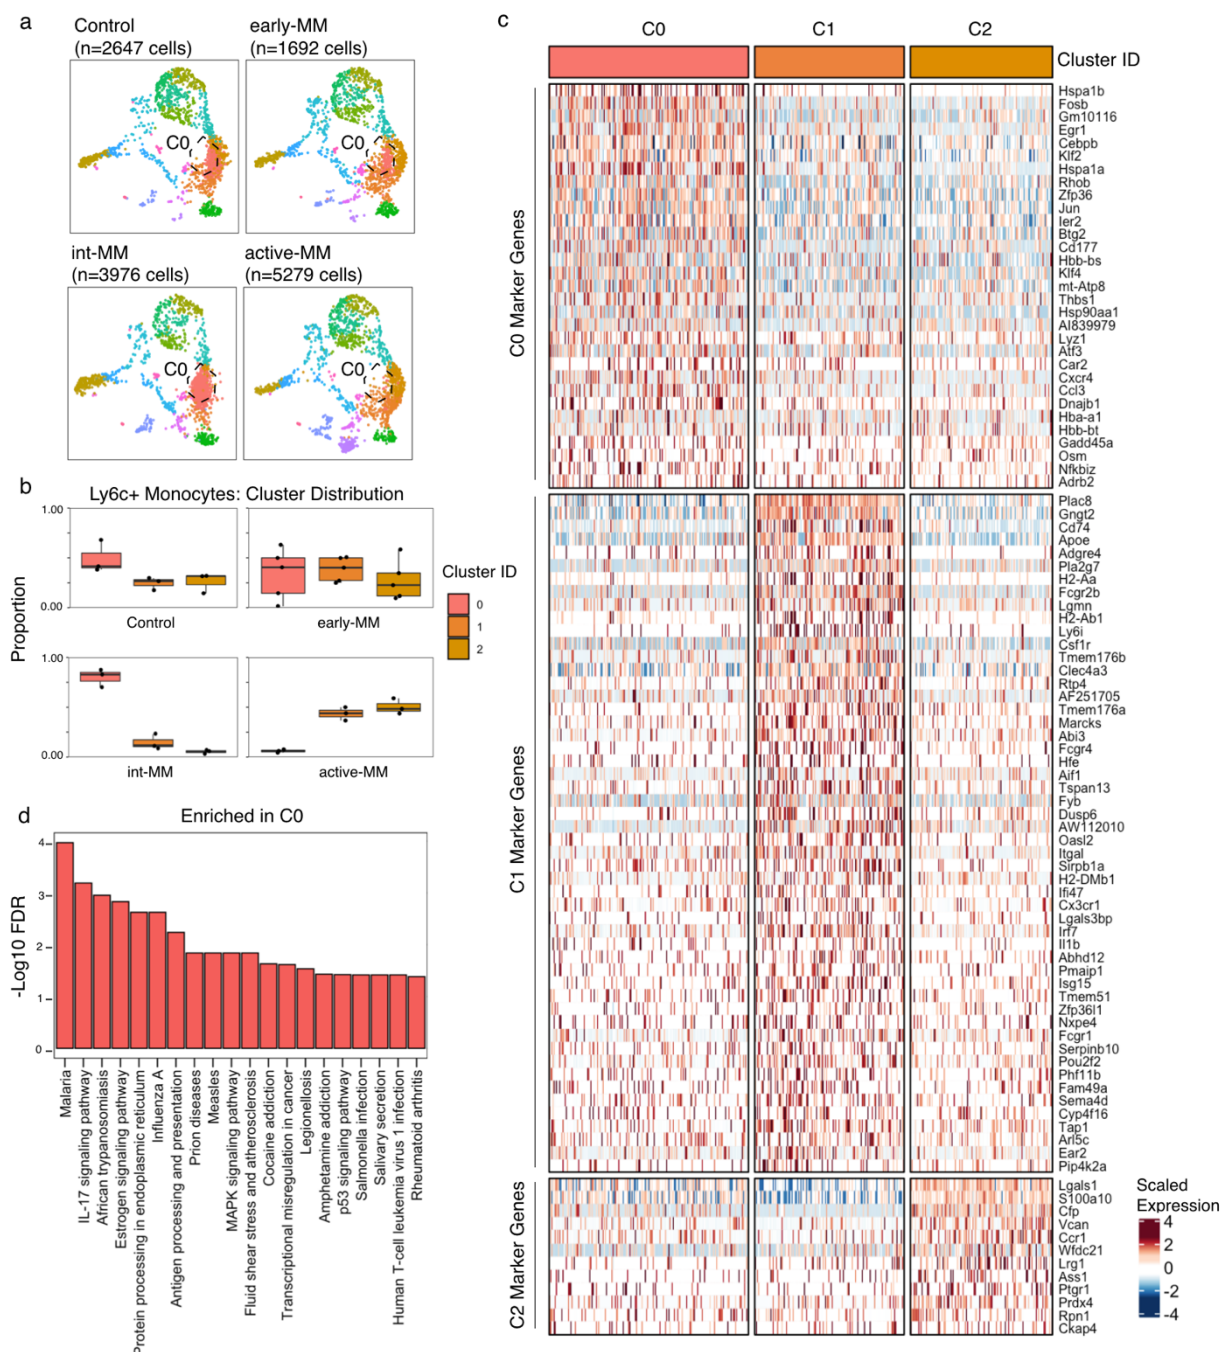 a
Control
(n=2647 cells)
early-MM
(n=1692 cells)
C0
C0
int-MM
(n=3976 cells)
active-MM
(n=5279 cells)
C0
C0
b
Ly6c+ Monocytes: Cluster Distribution
Proportion
1.00
0.00
Control
early-MM
1.00
0.00
int-MM
active-MM
Cluster ID
0
1
2
c
C0
C1
C2
Cluster ID
C0 Marker Genes
Hspa1b
Fosb
Gm10116
Egr1
Cebpb
Klf2
Hspa1a
Rhob
Zfp36
Jun
Ier2
Btg2
Cd177
Hbb-bs
Klf4
mt-Atp8
Thbs1
Hsp90aa1
AI839979
Lyz1
Atf3
Car2
Cxcr4
Ccl3
Dnajb1
Hba-a1
Hbb-bt
Gadd45a
Osm
Nfkbiz
Adrb2
C1 Marker Genes
Plac8
Gngt2
Cd74
Apoe
Adgre4
Pla2g7
H2-Aa
Fcgr2b
Lgmn
H2-Ab1
Ly6i
Csf1r
Tmem176b
Clec4a3
Rtp4
AF251705
Tmem176a
Marcks
Abi3
Fcgr4
Hfe
Aif1
Tspan13
Fyb
Dusp6
AW112010
Oasl2
Itgal
Sirpb1a
H2-DMb1
Ifi47
Cx3cr1
Lgals3bp
Irf7
Il1b
Abhd12
Pmaip1
Isg15
Tmem51
Zfp36l1
Nxpe4
Fcgr1
Serpinb10
Pou2f2
Phf11b
Fam49a
Sema4d
Cyp4f16
Tap1
Arl5c
Ear2
Pip4k2a
C2 Marker Genes
Lgals1
S100a10
Cfp
Vcan
Ccr1
Wfdc21
Lrg1
Ass1
Ptgr1
Prdx4
Rpn1
Ckap4
Scaled
Expression
4
2
0
-2
-4
d
Enriched in C0
-Log10 FDR
4
3
2
1
0
Malaria
IL-17 signaling pathway
African trypanosomiasis
Estrogen signaling pathway
Protein processing in endoplasmic reticulum
Influenza A
Antigen processing and presentation
Prion diseases
Measles
MAPK signaling pathway
Fluid shear stress and atherosclerosis
Cocaine addiction
Transcriptional misregulation in cancer
Legionellosis
Amphetamine addiction
p53 signaling pathway
Salmonella infection
Salivary secretion
Human T-cell leukemia virus 1 infection
Rheumatoid arthritis